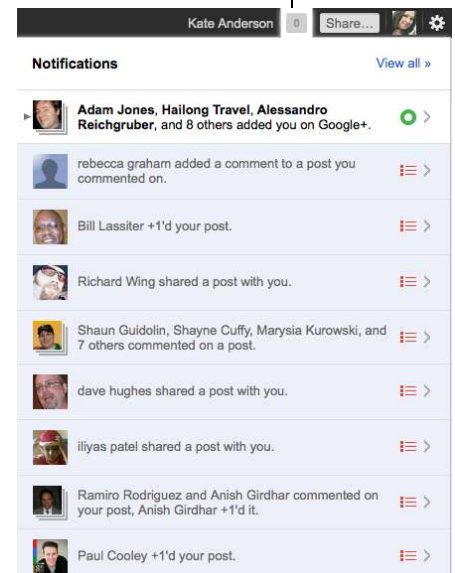 Kate Anderson 0 Share...
Notifications View all »
Adam Jones, Hailong Travel, Alessandro
Reichgruber, and 8 others added you on Google+.
rebecca graham added a comment to a post you
commented on.
Bill Lassiter +1'd your post.
Richard Wing shared a post with you.
Shaun Guidolin, Shayne Cuffy, Marysia Kurowski, and
7 others commented on a post.
dave hughes shared a post with you.
iliyas patel shared a post with you.
Ramiro Rodriguez and Anish Girdhar commented on
your post, Anish Girdhar +1'd it.
Paul Cooley +1'd your post.